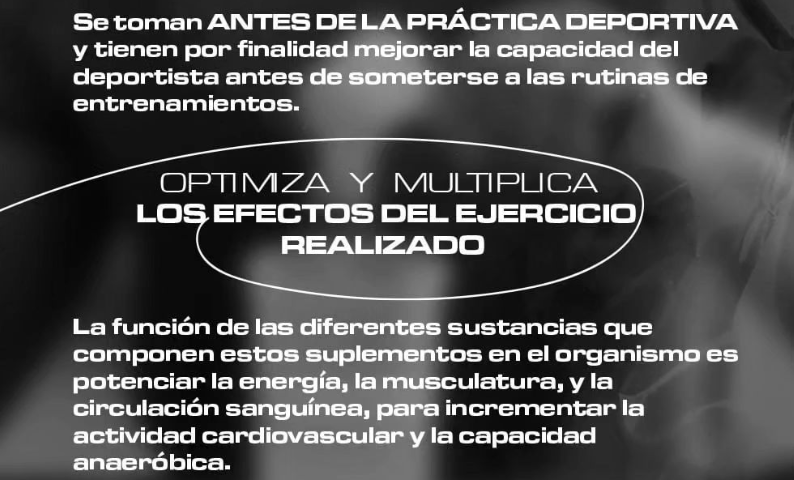 Se toman ANTES DE LA PRÁCTICA DEPORTIVA
y tienen por finalidad mejorar la capacidad del
deportista antes de someterse a las rutinas de
entrenamientos.
OPTIMIZA Y MULTIPLICA
LOS EFECTOS DEL EJERCICIO
REALIZADO
La función de las diferentes sustancias que
componen estos suplementos en el organismo es
potenciar la energía, la musculatura, y la
circulación sanguínea, para incrementar la
actividad cardiovascular y la capacidad
anaeróbica.